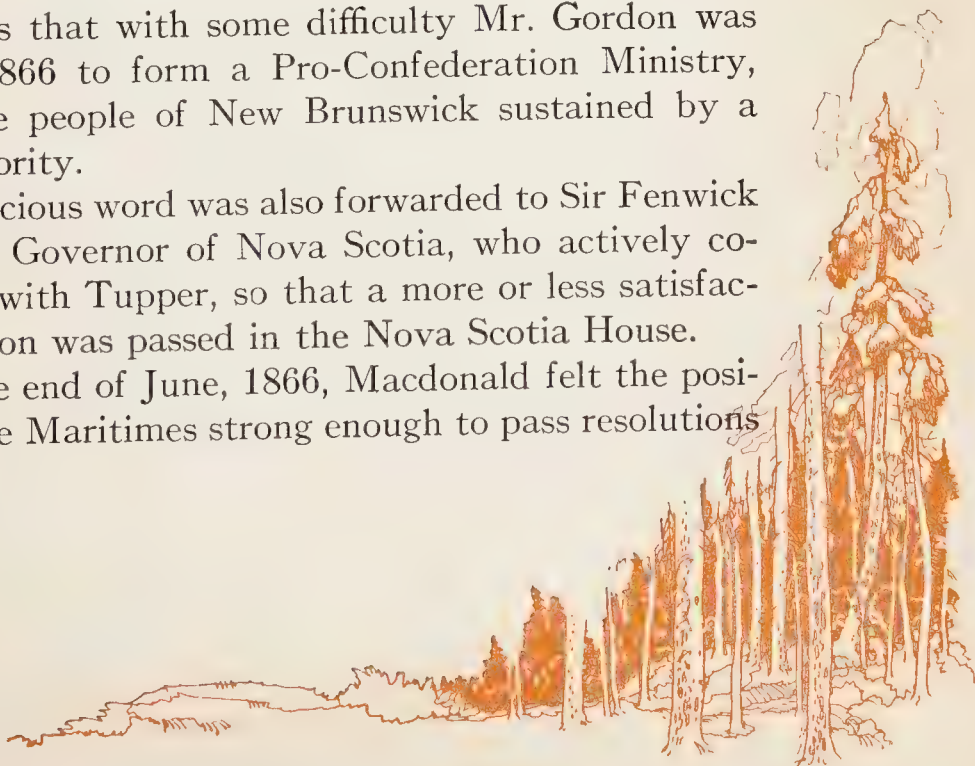 s that with some difficulty Mr. Gordon was
866 to form a Pro-Confederation Ministry,
e people of New Brunswick sustained by a
ority.
cious word was also forwarded to Sir Fenwick
Governor of Nova Scotia, who actively co-
with Tupper, so that a more or less satisfac-
on was passed in the Nova Scotia House.
e end of June, 1866, Macdonald felt the posi-
e Maritimes strong enough to pass resolutions